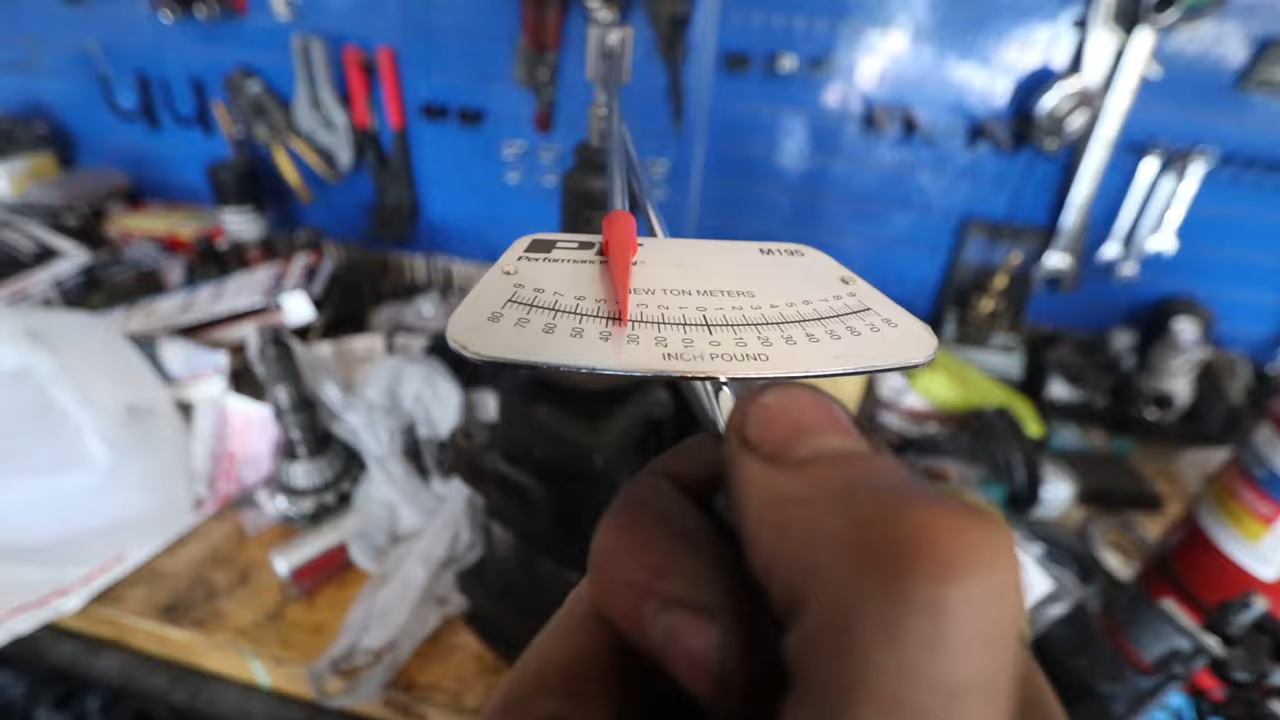 M195
Performance
NEW TON METERS
9 8 7 6 5 3 2 1 0 1 2 3 4 5 6 7 8 9
80 70 60 50 40 30 20 10 0 10 20 30 40 50 60 70 80
INCH POUND